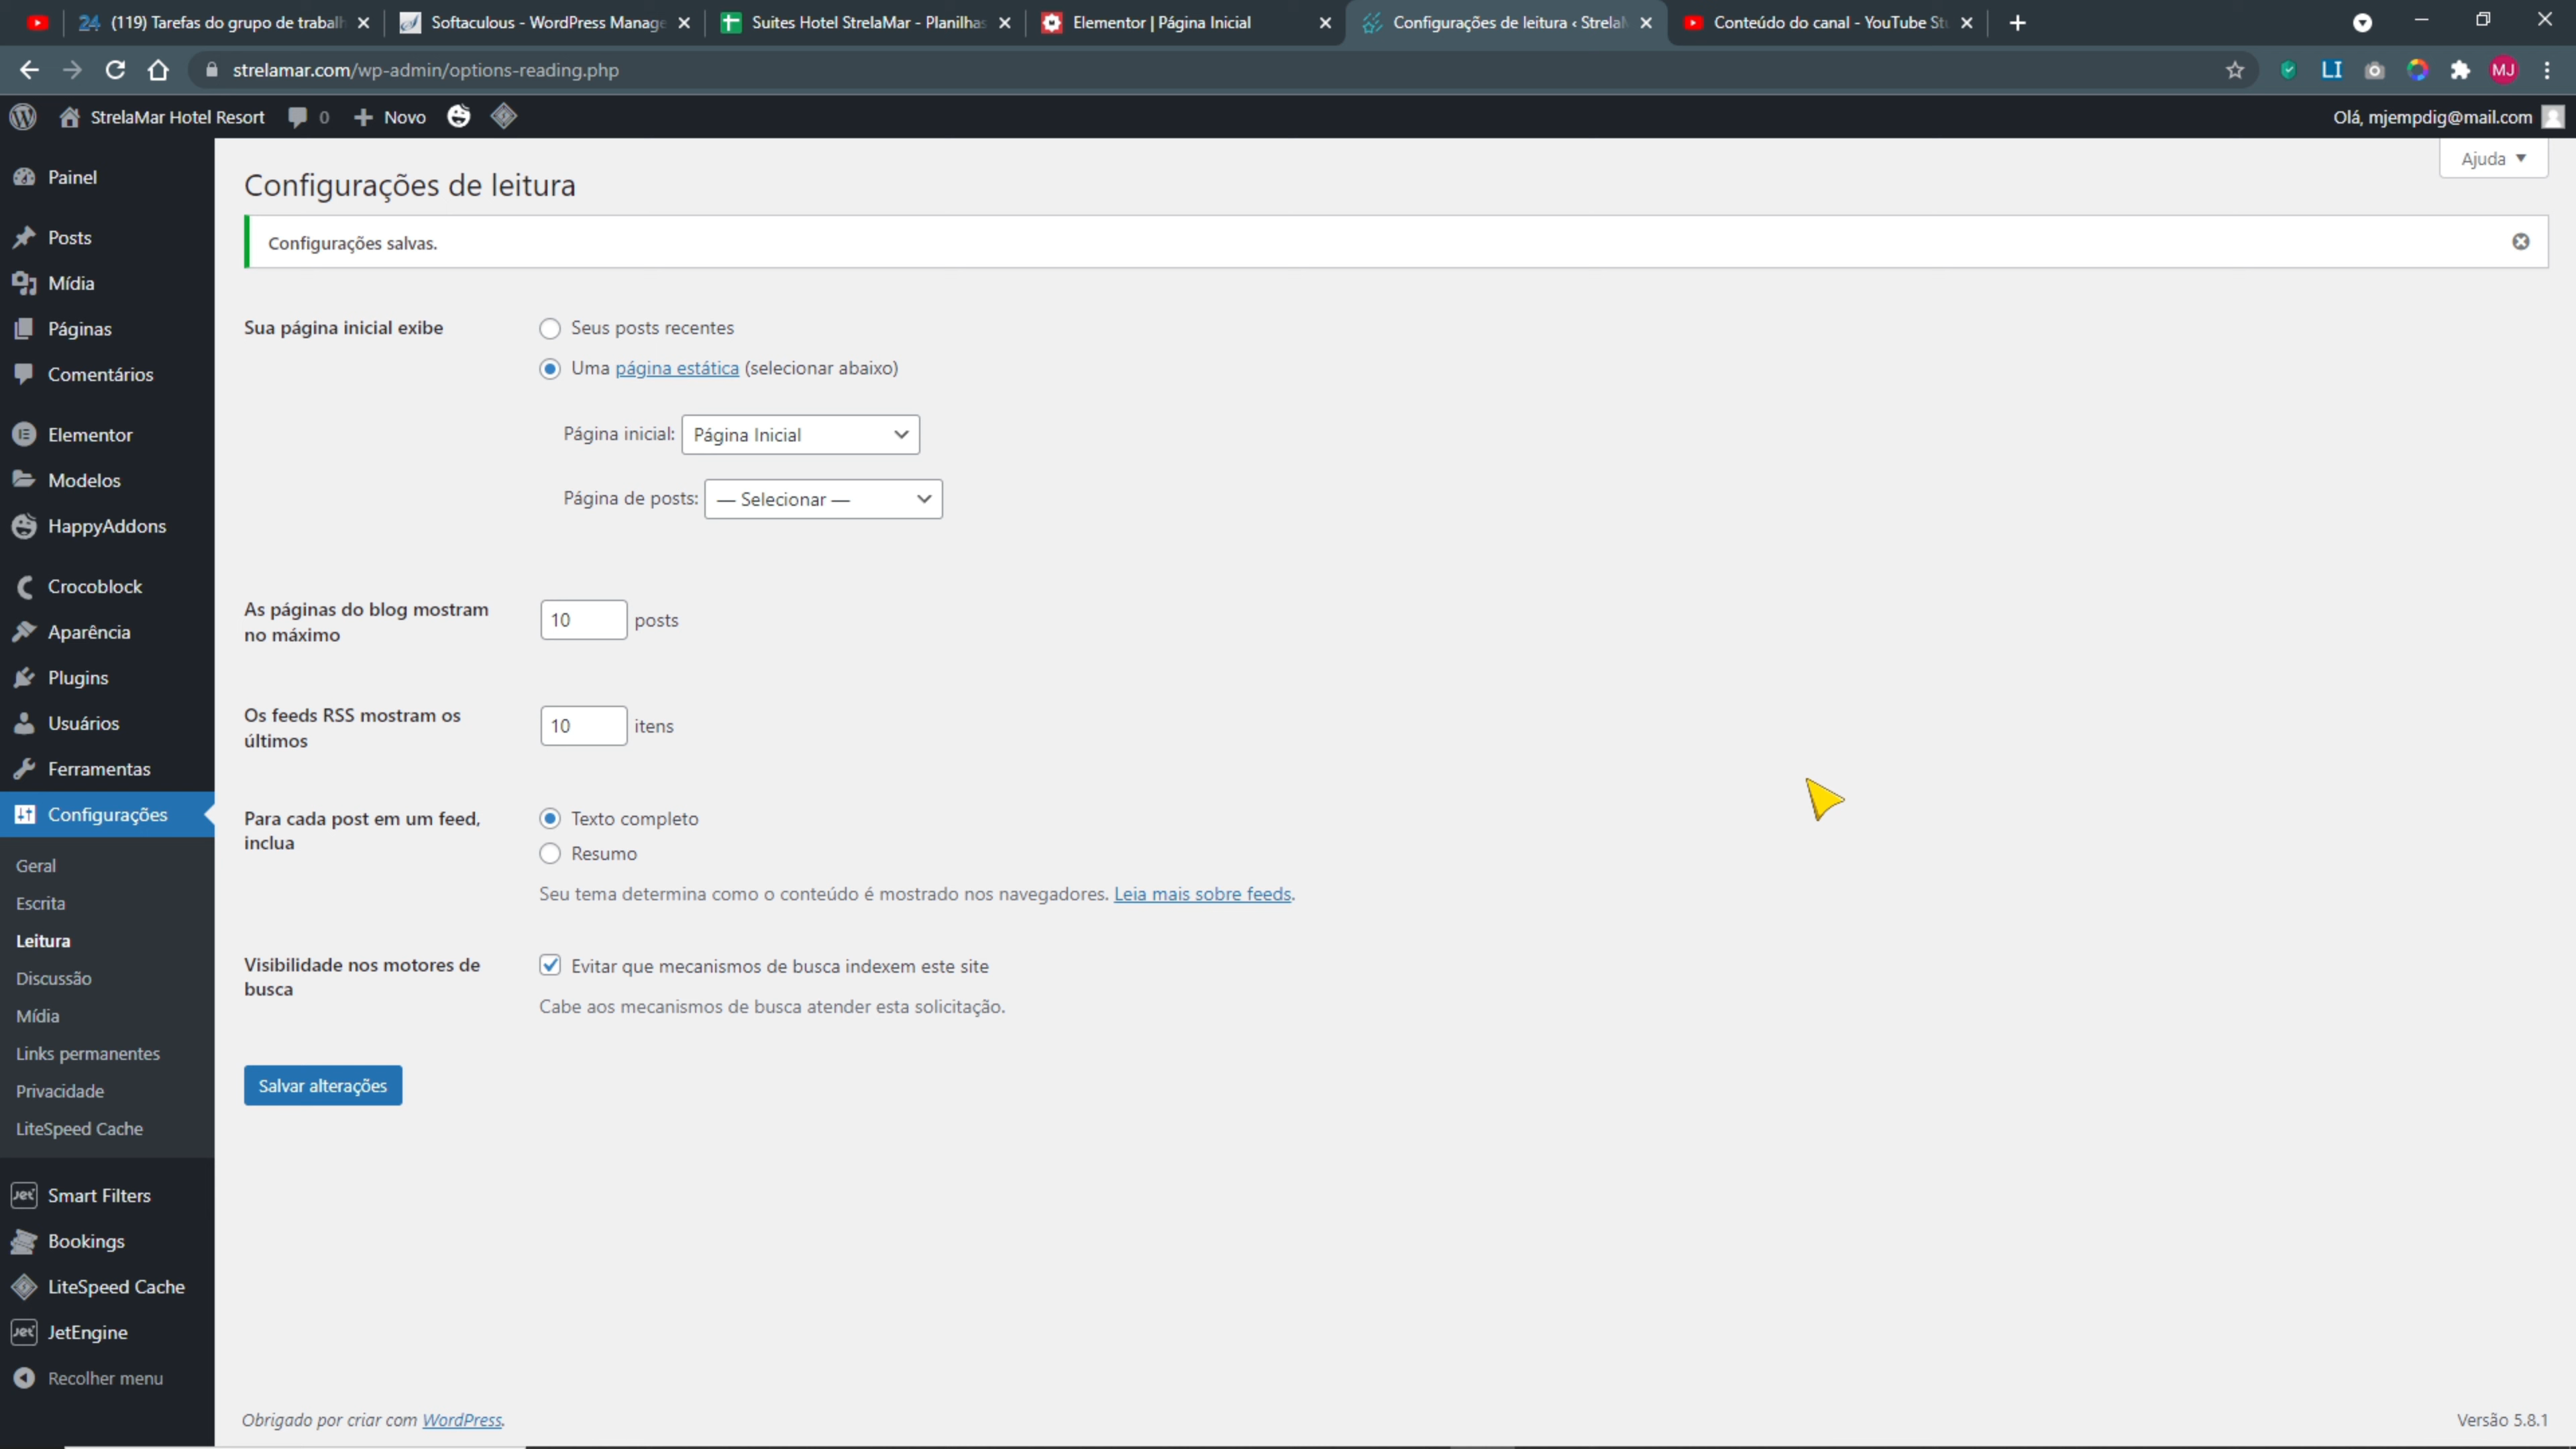 24 (119) Tarefas do grupo de trabalh
Softaculous - WordPress Manage
Suites Hotel StrelaMar - Planilhas
Elementor | Página Inicial
Configurações de leitura ‹ StrelaM
Conteúdo do canal - YouTube Stu
strelamar.com/wp-admin/options-reading.php
LI
MJ
StrelaMar Hotel Resort
0
Novo
Olá, mjempdig@mail.com
Ajuda
Painel
Posts
Mídia
Páginas
Comentários
Elementor
Modelos
HappyAddons
Crocoblock
Aparência
Plugins
Usuários
Ferramentas
Configurações
Geral
Escrita
Leitura
Discussão
Mídia
Links permanentes
Privacidade
LiteSpeed Cache
Jet Smart Filters
Bookings
LiteSpeed Cache
Jet JetEngine
Recolher menu
Configurações de leitura
Configurações salvas.
Sua página inicial exibe
Seus posts recentes
Uma página estática (selecionar abaixo)
Página inicial: Página Inicial
Página de posts: — Selecionar —
As páginas do blog mostram
no máximo
10 posts
Os feeds RSS mostram os
últimos
10 itens
Para cada post em um feed,
inclua
Texto completo
Resumo
Seu tema determina como o conteúdo é mostrado nos navegadores. Leia mais sobre feeds.
Visibilidade nos motores de
busca
Evitar que mecanismos de busca indexem este site
Cabe aos mecanismos de busca atender esta solicitação.
Salvar alterações
Obrigado por criar com WordPress.
Versão 5.8.1